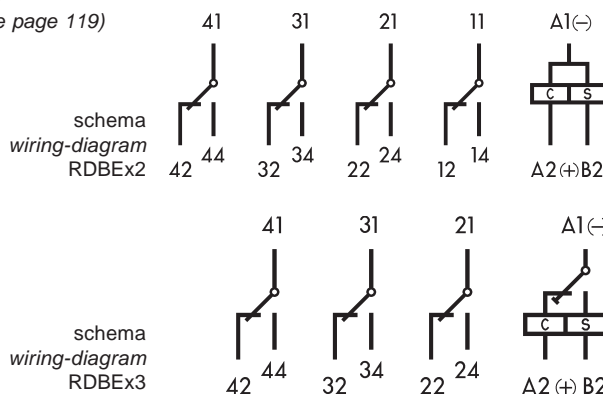 page 119)
41 31 21 11 A1(−)
C S
schema
wiring-diagram
RDBEx2
42 44 32 34 22 24 12 14 A2(+)B2
41 31 21 A1(−)
C S
schema
wiring-diagram
RDBEx3
42 44 32 34 22 24 A2(+) B2